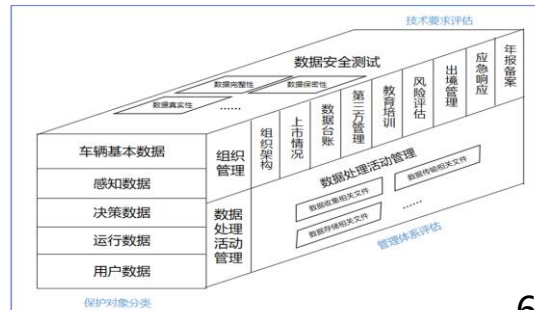 技术要求评估
数据安全测试
数据完整性
数据保密性
数据真实性
……
车辆基本数据
感知数据
决策数据
运行数据
用户数据
保护对象分类
组织管理
数据处理活动管理
组织架构
上市情况
数据台账
第三方管理
教育培训
风险评估
出境管理
应急响应
年报备案
数据处理活动管理
数据收集相关文件
数据传输相关文件
数据存储相关文件
……
管理体系评估
6